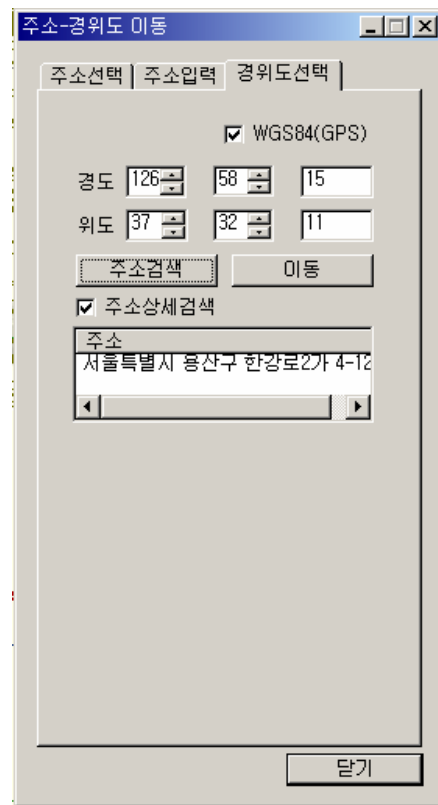 주소-경위도 이동
주소선택 주소입력 경위도선택
WGS84(GPS)
경도 126 58 15
위도 37 32 11
주소검색 이동
주소상세검색
주소
서울특별시 용산구 한강로2가 4-12
닫기